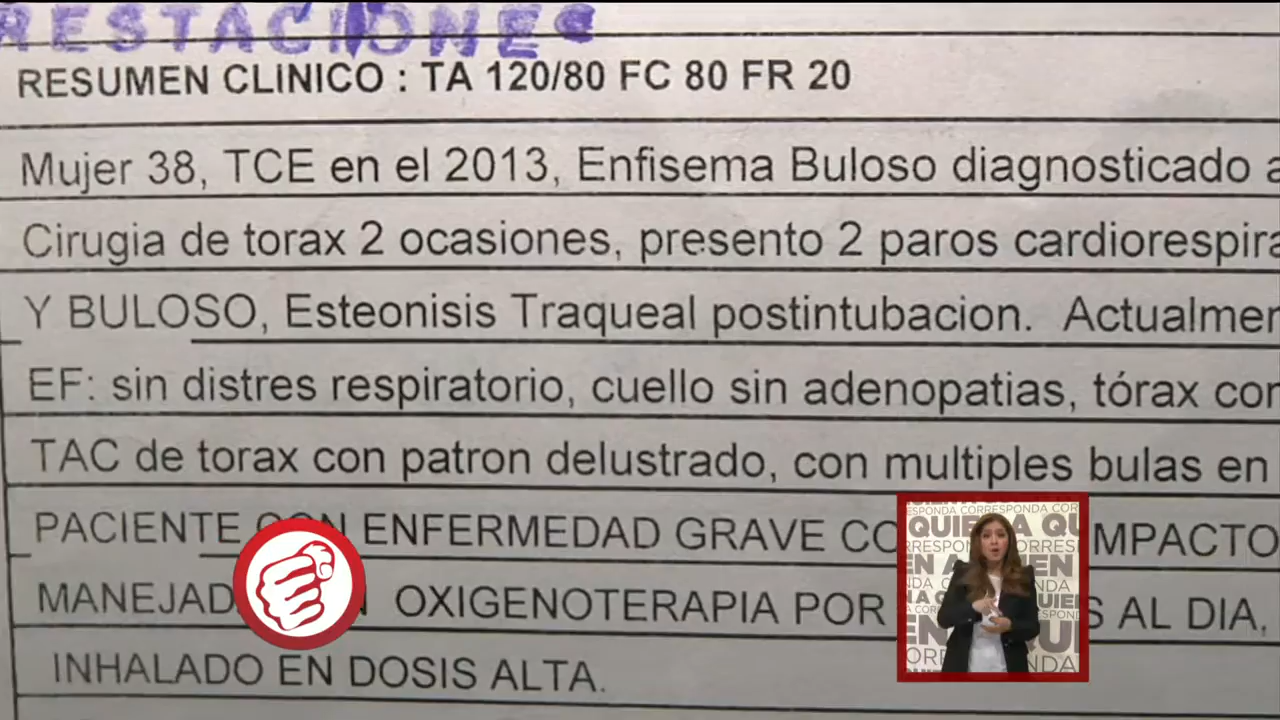 RESTACIONES
RESUMEN CLINICO : TA 120/80 FC 80 FR 20
Mujer 38, TCE en el 2013, Enfisema Buloso diagnosticado
Cirugia de torax 2 ocasiones, presento 2 paros cardiorespira
Y BULOSO, Esteonisis Traqueal postintubacion. Actualmen
EF: sin distres respiratorio, cuello sin adenopatias, tórax con
TAC de torax con patron delustrado, con multiples bulas en
PACIENTE CON ENFERMEDAD GRAVE CO MPACTO
MANEJAD OXIGENOTERAPIA POR S AL DIA,
INHALADO EN DOSIS ALTA.